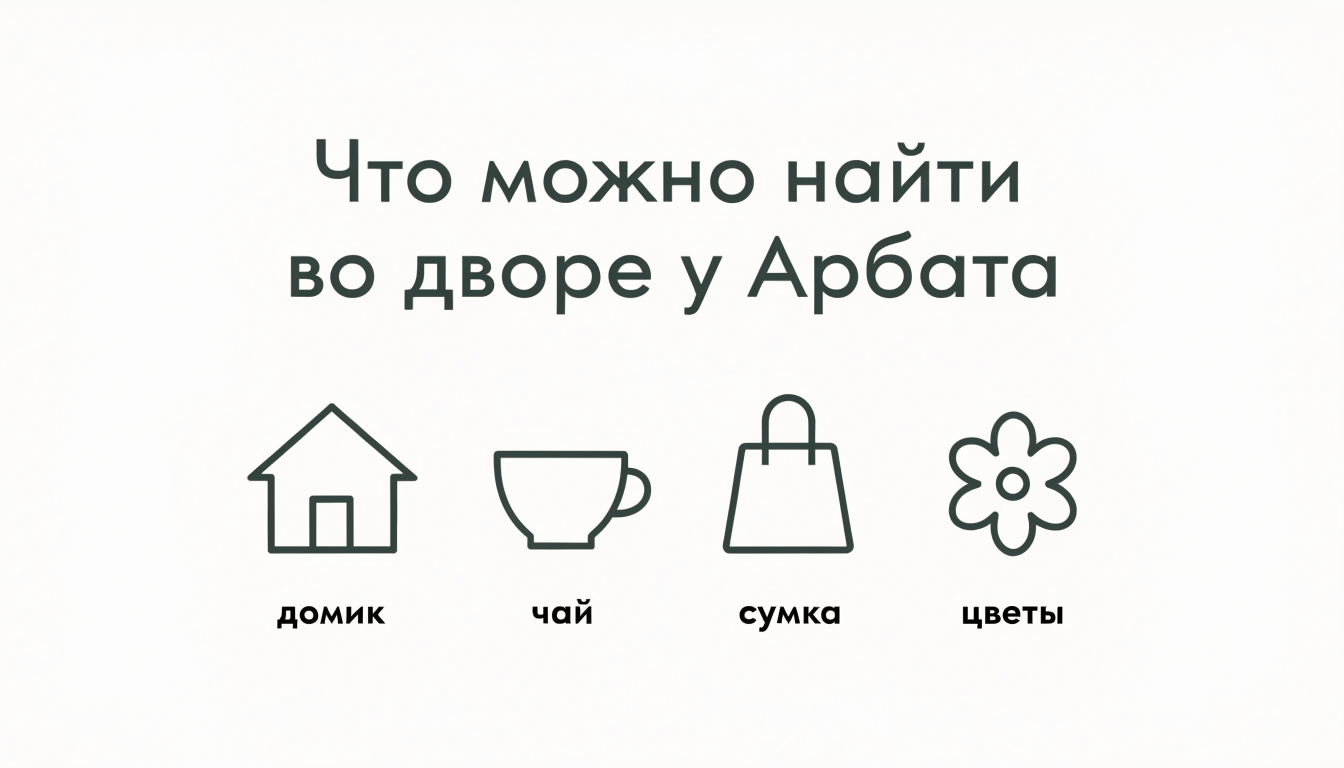 Что можно найти
во дворе у Арбата
домик
чай
сумка
цветы